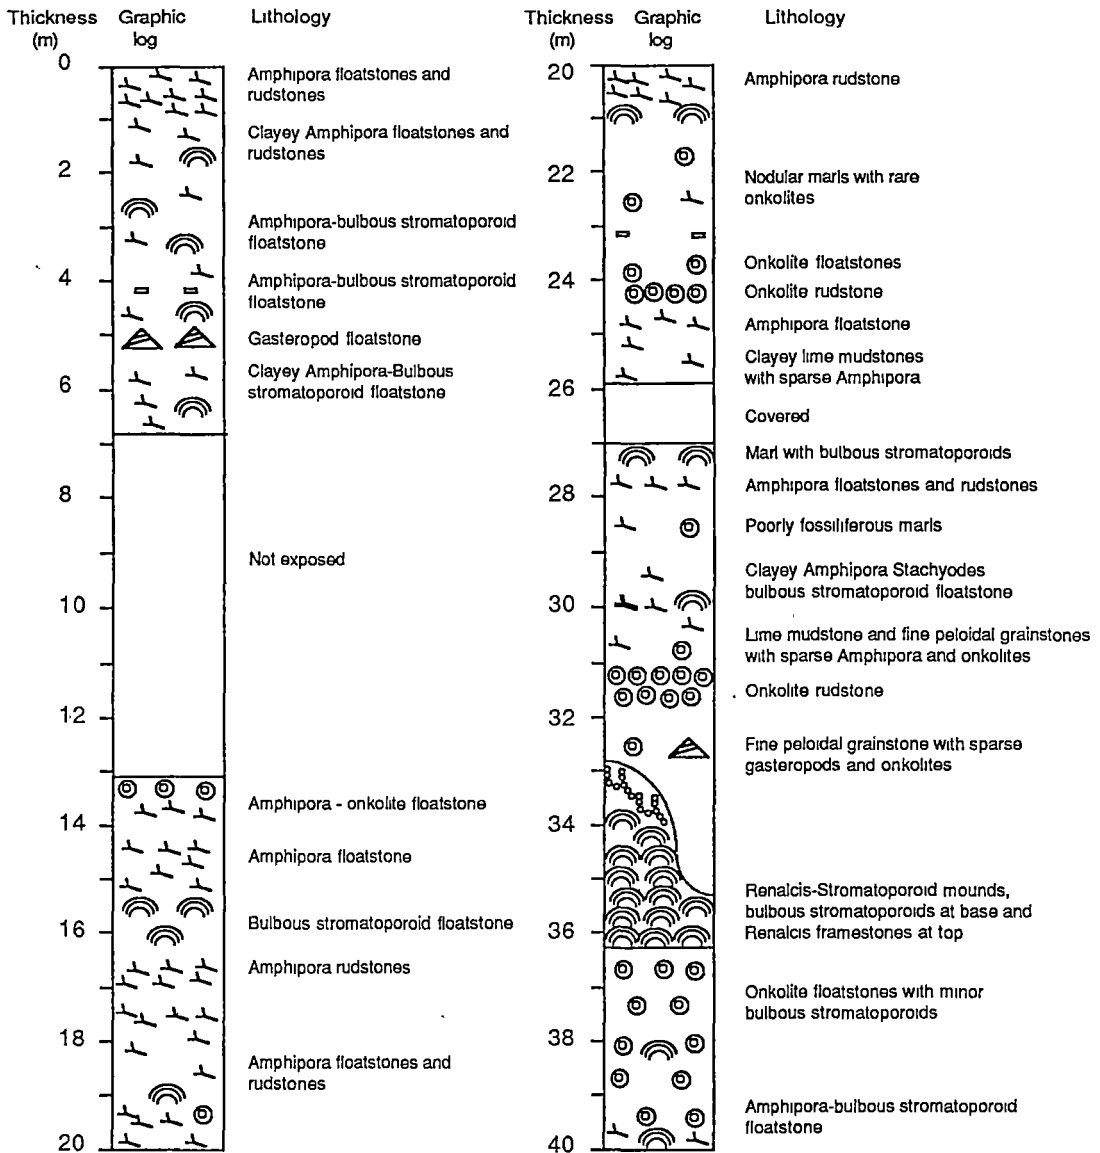 Thickness Graphic Lithology
(m) log
0
Amphipora floatstones and
rudstones
Clayey Amphipora floatstones and
rudstones
2
Amphipora-bulbous stromatoporoid
floatstone
4
Amphipora-bulbous stromatoporoid
floatstone
Gasteropod floatstone
Clayey Amphipora-Bulbous
stromatoporoid floatstone
6
8
Not exposed
10
12
Amphipora - onkolite floatstone
14
Amphipora floatstone
Bulbous stromatoporoid floatstone
16
Amphipora rudstones
18
Amphipora floatstones and
rudstones
20
Thickness Graphic Lithology
(m) log
20
Amphipora rudstone
22
Nodular marls with rare
onkolites
Onkolite floatstones
24
Onkolite rudstone
Amphipora floatstone
Clayey lime mudstones
with sparse Amphipora
26
Covered
26
Marl with bulbous stromatoporoids
Amphipora floatstones and rudstones
28
Poorly fossiliferous marls
Clayey Amphipora Stachyodes
bulbous stromatoporoid floatstone
30
Lime mudstone and fine peloidal grainstones
with sparse Amphipora and onkolites
Onkolite rudstone
32
Fine peloidal grainstone with sparse
gasteropods and onkolites
34
Renalcis-Stromatoporoid mounds,
bulbous stromatoporoids at base and
Renalcis framestones at top
36
Onkolite floatstones with minor
bulbous stromatoporoids
38
Amphipora-bulbous stromatoporoid
floatstone
40